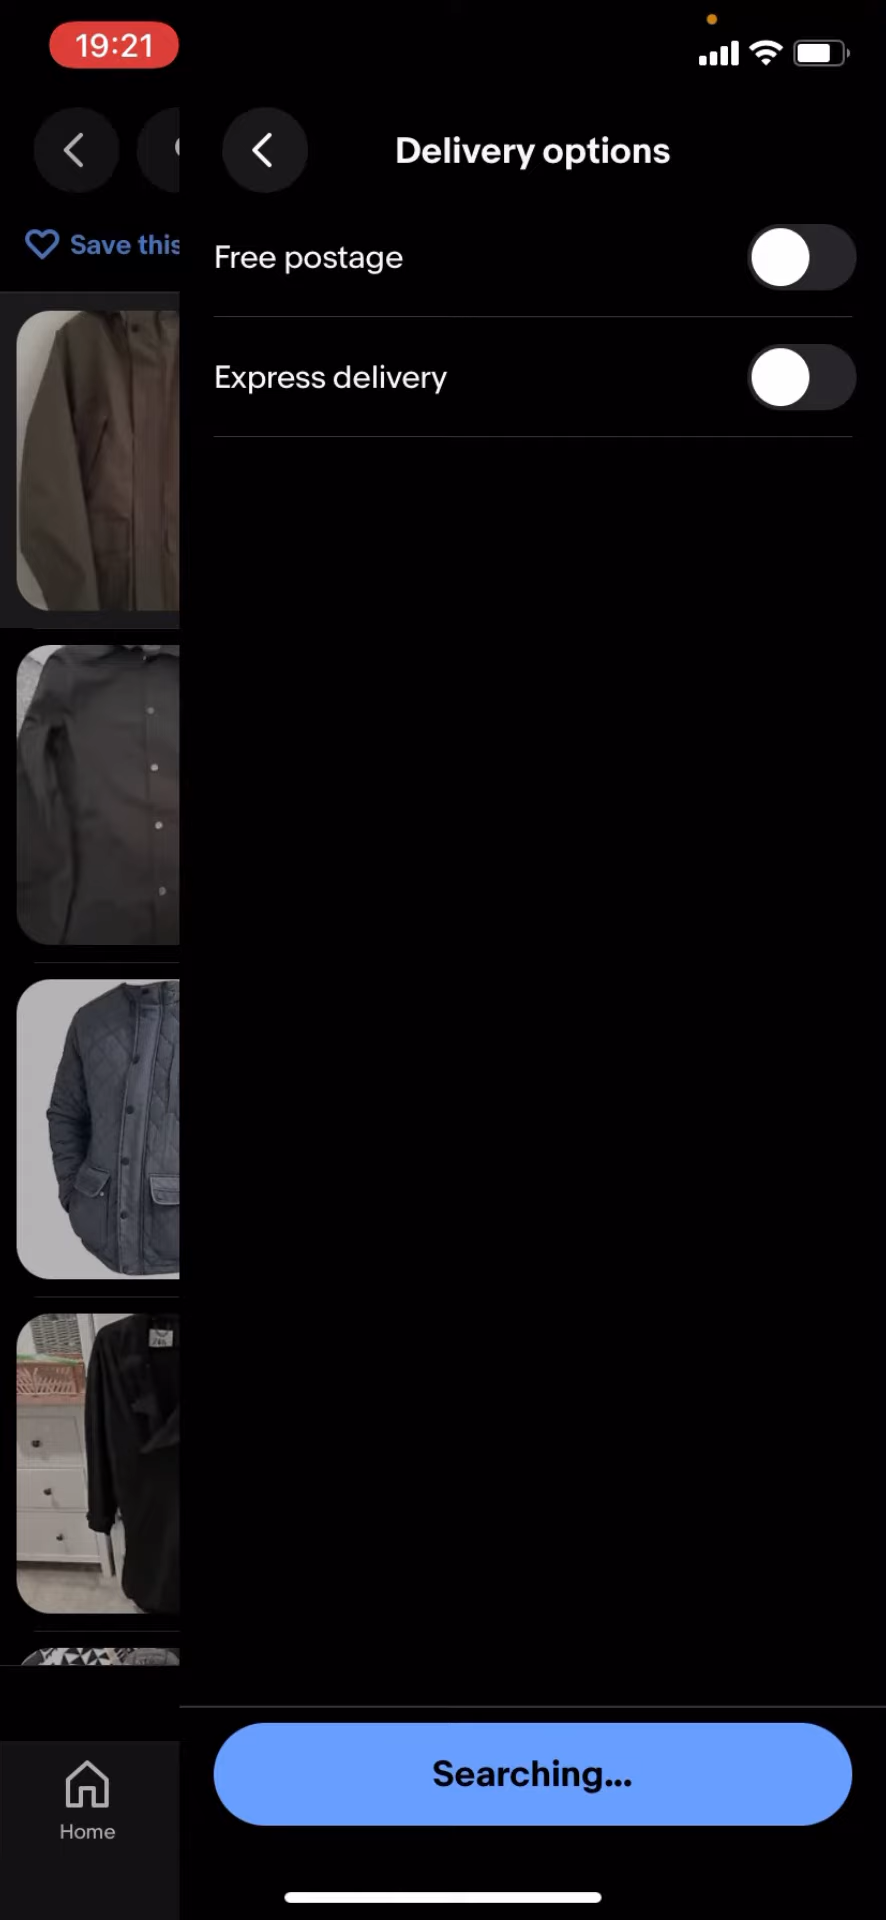 19:21
Delivery options
Save this
Free postage
Express delivery
Searching...
Home